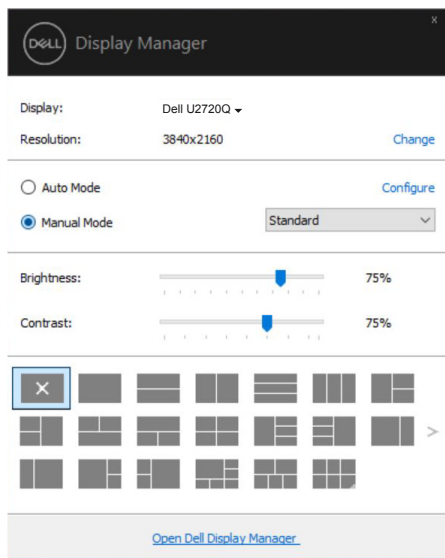 x
DELL Display Manager
Display: Dell U2720Q
Resolution: 3840x2160 Change
Auto Mode Configure
Manual Mode Standard
Brightness: 75%
Contrast: 75%
Open Dell Display Manager